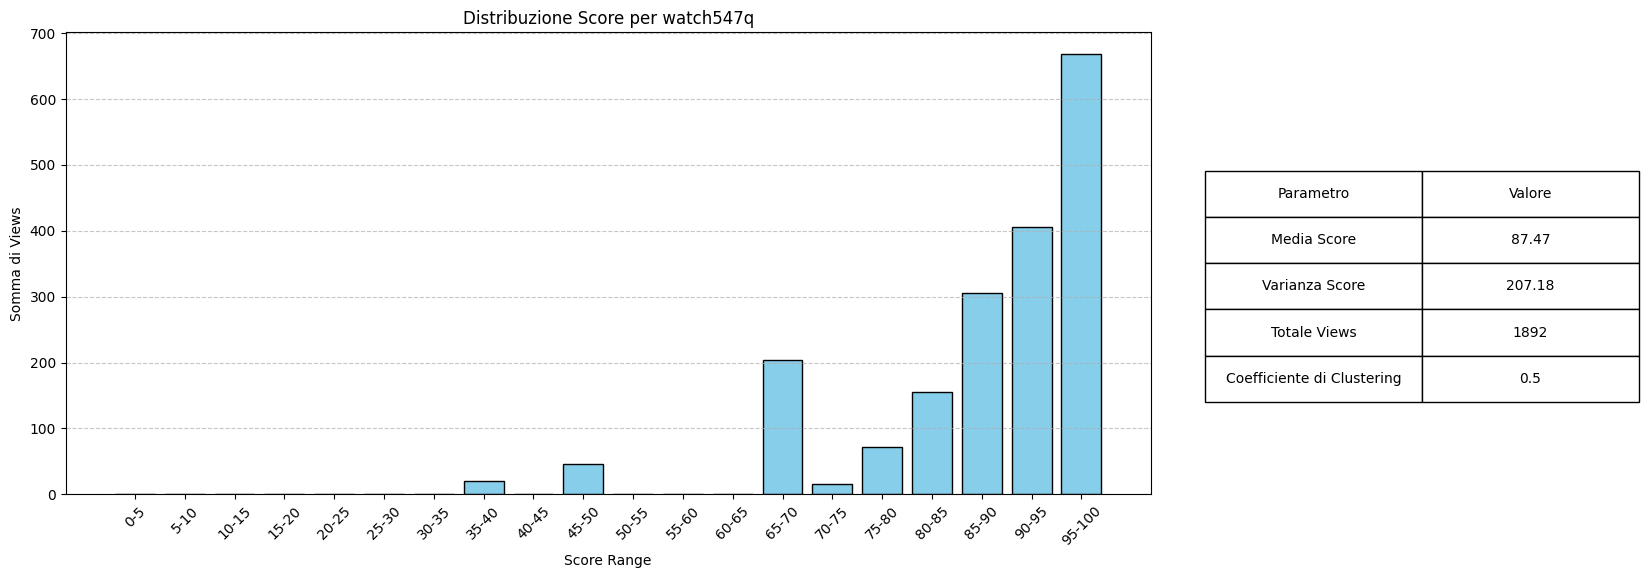 Distribuzione Score per watch547q
700
600
500
400
300
200
100
0
Somma di Views
0-5 5-10 10-15 15-20 20-25 25-30 30-35 35-40 40-45 45-50 50-55 55-60 60-65 65-70 70-75 75-80 80-85 85-90 90-95 95-100
Score Range
Parametro Valore
Media Score 87.47
Varianza Score 207.18
Totale Views 1892
Coefficiente di Clustering 0.5